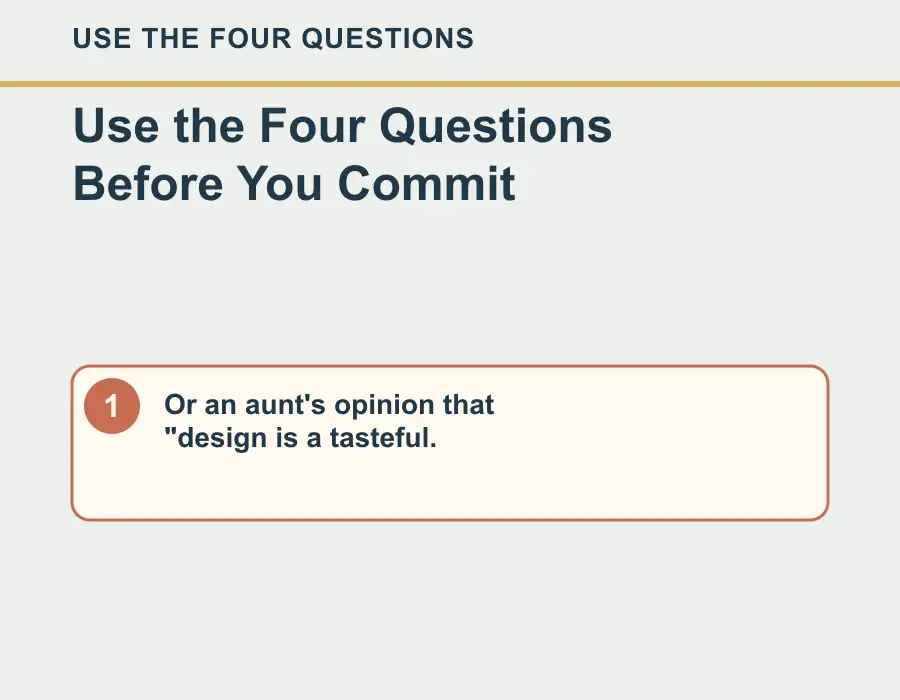 USE THE FOUR QUESTIONS
Use the Four Questions
Before You Commit
1
Or an aunt's opinion that
"design is a tasteful.